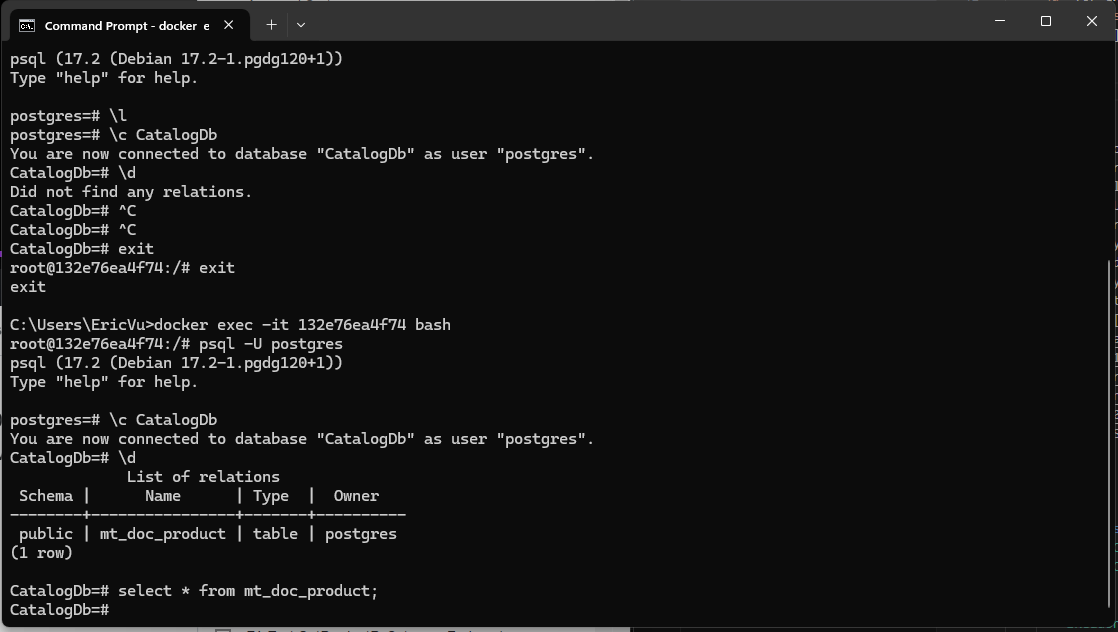 Command Prompt - docker e
psql (17.2 (Debian 17.2-1.pgdg120+1))
Type "help" for help.
postgres=# \l
postgres=# \c CatalogDb
You are now connected to database "CatalogDb" as user "postgres".
CatalogDb=# \d
Did not find any relations.
CatalogDb=# ^C
CatalogDb=# ^C
CatalogDb=# exit
root@132e76ea4f74:/# exit
exit
C:\Users\EricVu>docker exec -it 132e76ea4f74 bash
root@132e76ea4f74:/# psql -U postgres
psql (17.2 (Debian 17.2-1.pgdg120+1))
Type "help" for help.
postgres=# \c CatalogDb
You are now connected to database "CatalogDb" as user "postgres".
CatalogDb=# \d
List of relations
Schema |      Name      | Type  |  Owner
--------+----------------+-------+----------
public | mt_doc_product | table | postgres
(1 row)
CatalogDb=# select * from mt_doc_product;
CatalogDb=#